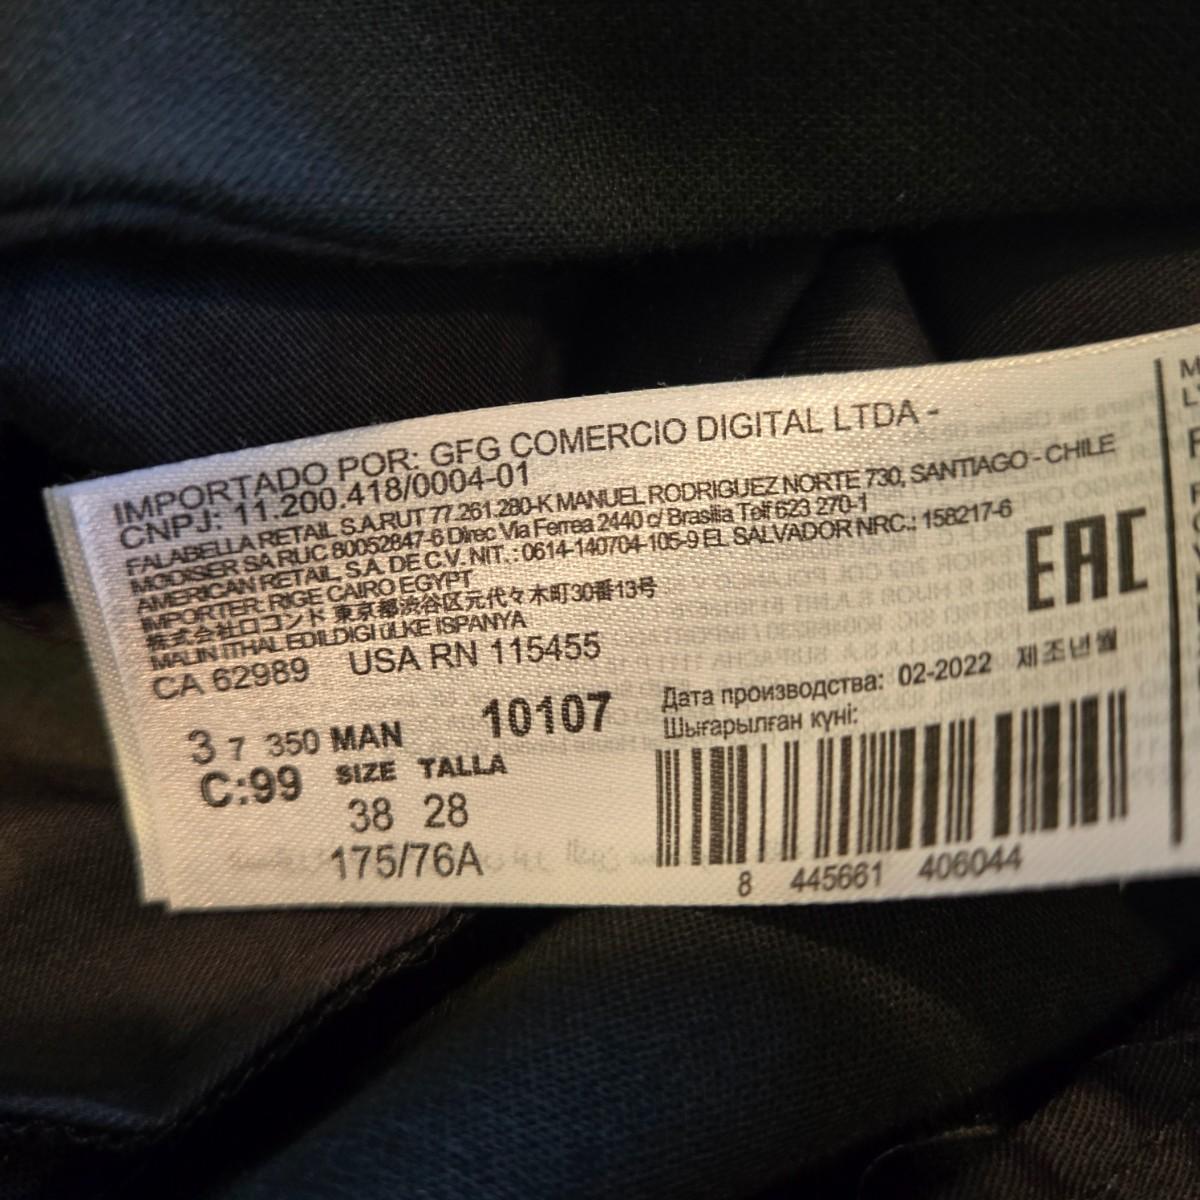 IMPORTADO POR: GFG COMERCIO DIGITAL LTDA -
CNPJ: 11.200.418/0004-01
FALABELLA RETAIL S.A.RUT 77.261.280-K MANUEL RODRIGUEZ NORTE 730, SANTIAGO - CHILE
MODISER SA RUC 80052847-6 Direc Via Ferrea 2440 c/ Brasilia Telf 623 270-1
AMERICAN RETAIL, S.A. DE C.V. NIT.: 0614-140704-105-9 EL SALVADOR NRC.: 158217-6
IMPORTER: RIGE CAIRO EGYPT
株式会社ロコンド 東京都渋谷区元代々木町30番13号
MALIN ITHAL EDILDIGI üLKE ISPANYA
CA 62989 USA RN 115455
EAC
3 7 350 MAN 10107
C:99 SIZE TALLA
38 28
175/76A
Дата производства: 02-2022 제조년월
Шығарылған күні:
8 445661 406044